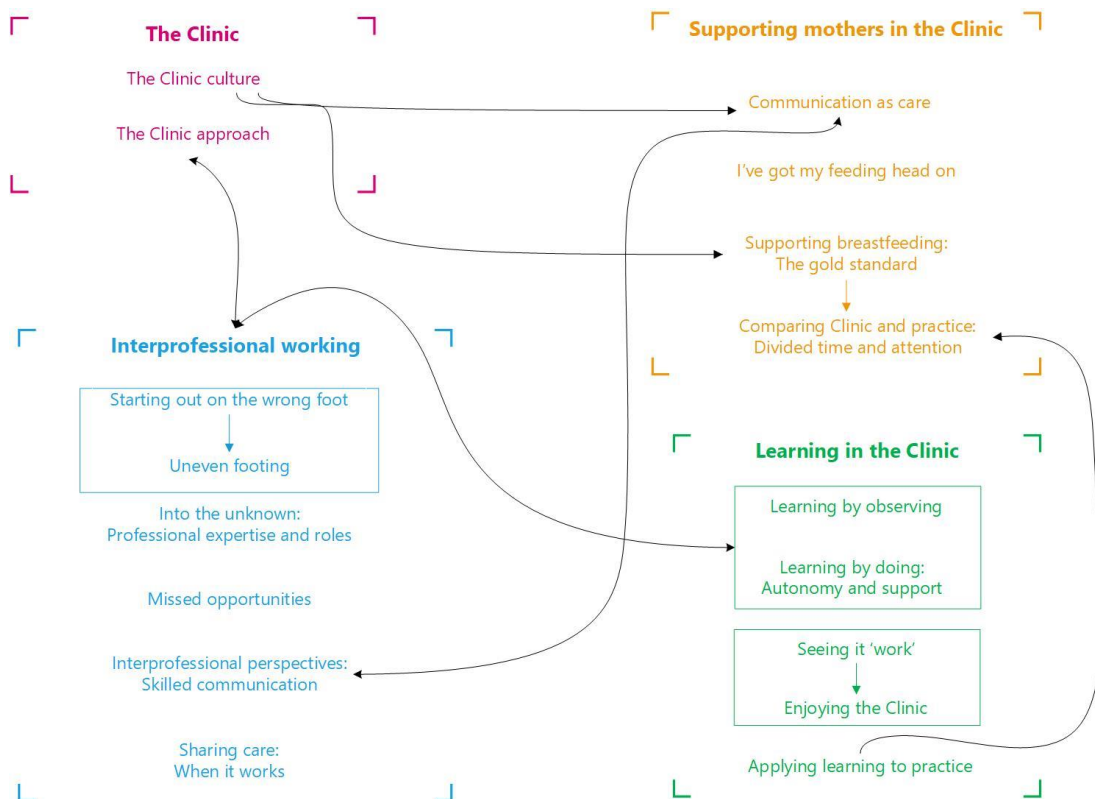 The Clinic
The Clinic culture
The Clinic approach
Supporting mothers in the Clinic
Communication as care
I've got my feeding head on
Supporting breastfeeding:
The gold standard
Comparing Clinic and practice:
Divided time and attention
Interprofessional working
Starting out on the wrong foot
Uneven footing
Into the unknown:
Professional expertise and roles
Missed opportunities
Interprofessional perspectives:
Skilled communication
Sharing care:
When it works
Learning in the Clinic
Learning by observing
Learning by doing:
Autonomy and support
Seeing it ‘work’
Enjoying the Clinic
Applying learning to practice